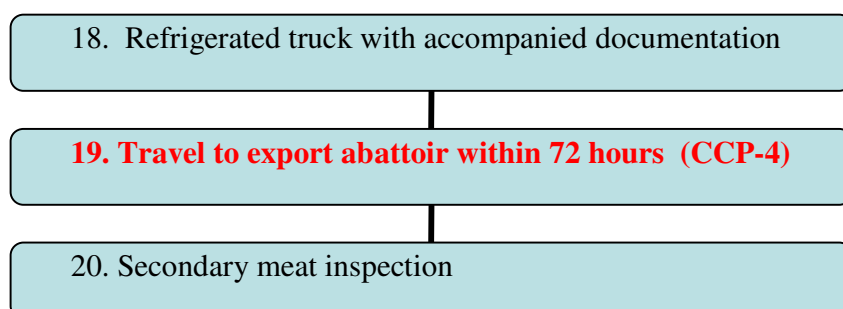 18. Refrigerated truck with accompanied documentation
19. Travel to export abattoir within 72 hours (CCP-4)
20. Secondary meat inspection